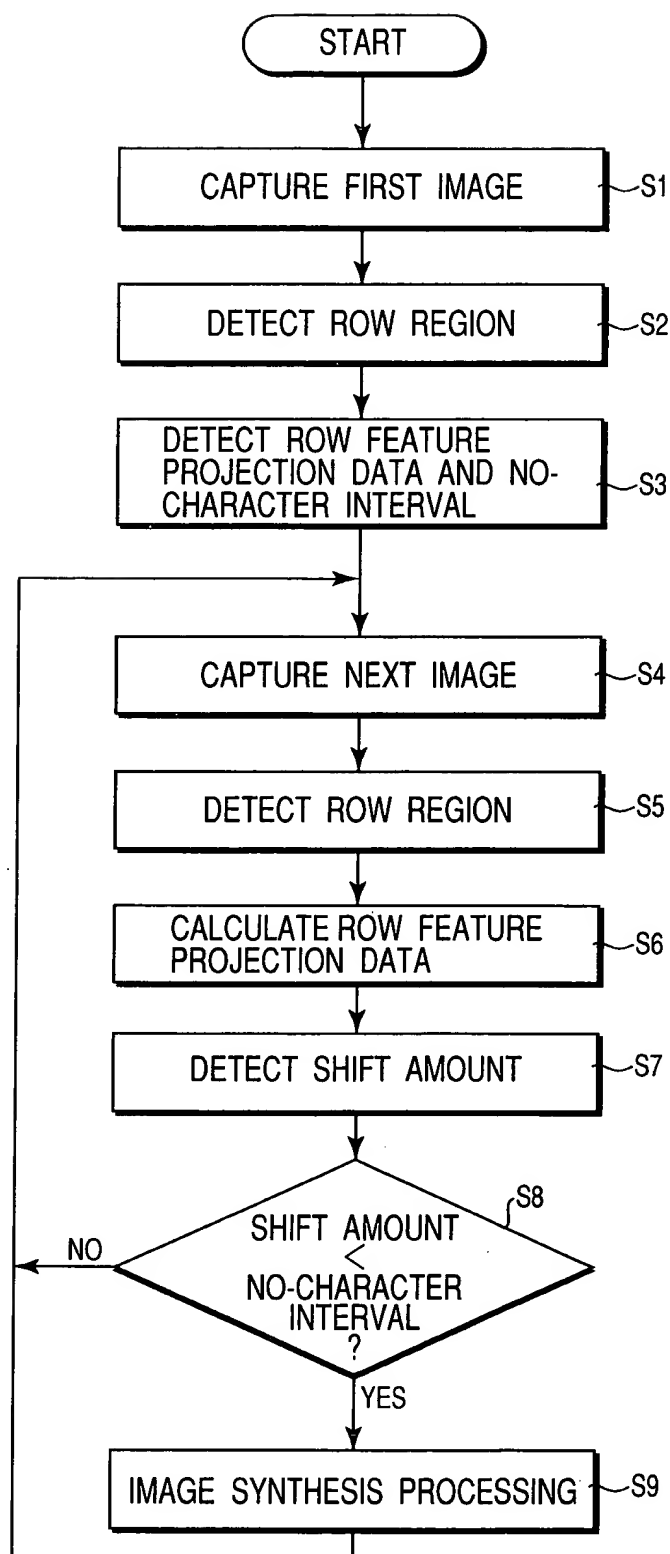 START
CAPTURE FIRST IMAGE
S1
DETECT ROW REGION
S2
DETECT ROW FEATURE
PROJECTION DATA AND NO-
CHARACTER INTERVAL
S3
CAPTURE NEXT IMAGE
S4
DETECT ROW REGION
S5
CALCULATE ROW FEATURE
PROJECTION DATA
S6
DETECT SHIFT AMOUNT
S7
S8
SHIFT AMOUNT
<
NO-CHARACTER
INTERVAL
?
NO
YES
IMAGE SYNTHESIS PROCESSING
S9